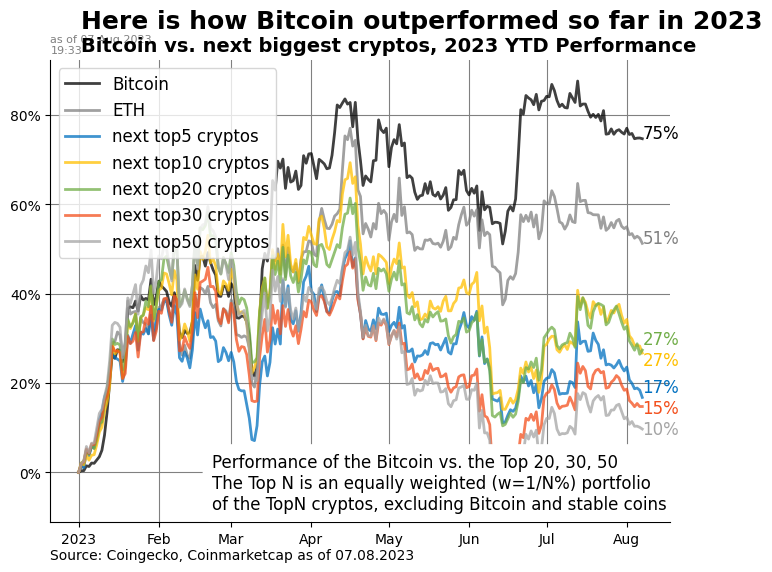 Here is how Bitcoin outperformed so far in 2023
as of 07 Aug 2023
19:33
Bitcoin vs. next biggest cryptos, 2023 YTD Performance
Bitcoin
ETH
next top5 cryptos
next top10 cryptos
next top20 cryptos
next top30 cryptos
next top50 cryptos
80%
60%
40%
20%
0%
75%
51%
27%
27%
17%
15%
10%
Performance of the Bitcoin vs. the Top 20, 30, 50
The Top N is an equally weighted (w=1/N%) portfolio
of the TopN cryptos, excluding Bitcoin and stable coins
2023 Feb Mar Apr May Jun Jul Aug
Source: Coingecko, Coinmarketcap as of 07.08.2023